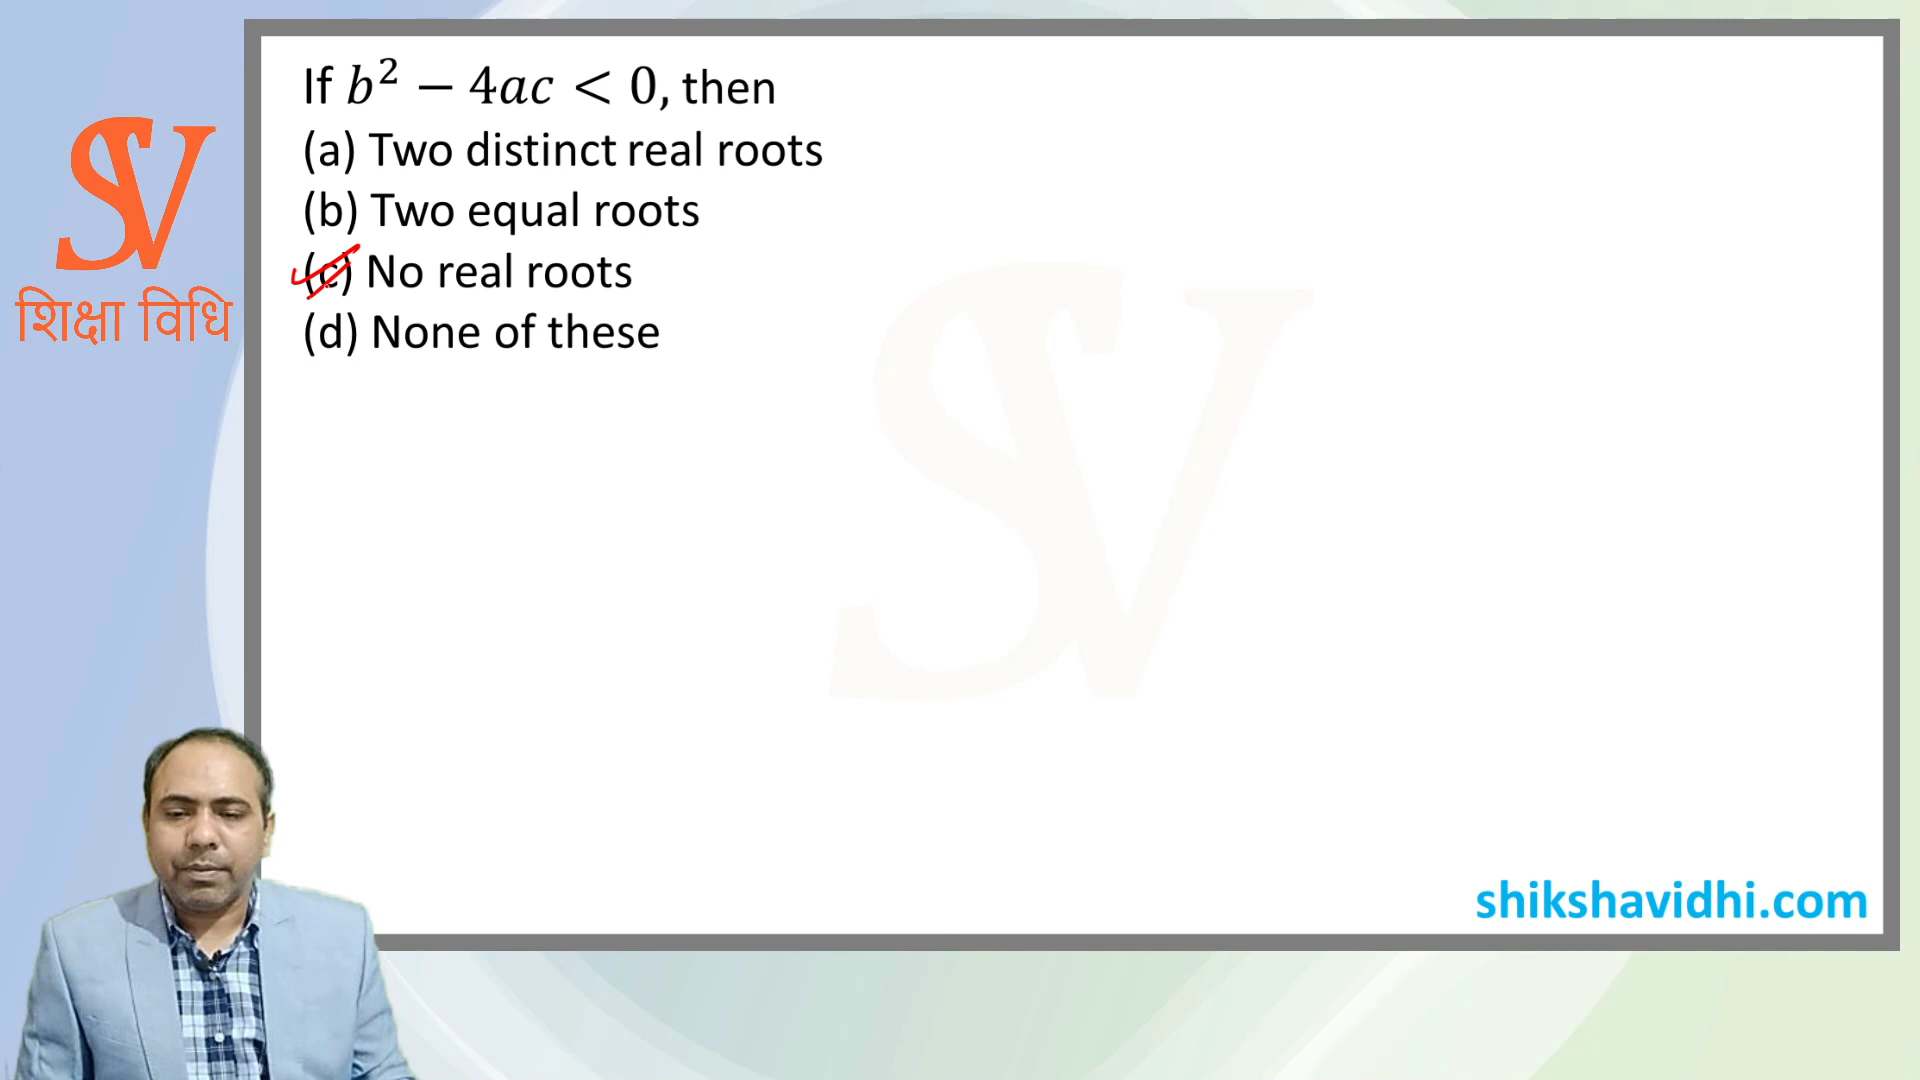 If b² − 4ac < 0, then
(a) Two distinct real roots
(b) Two equal roots
(c) No real roots
(d) None of these
SV
शिक्षा विधि
SV
shikshavidhi.com